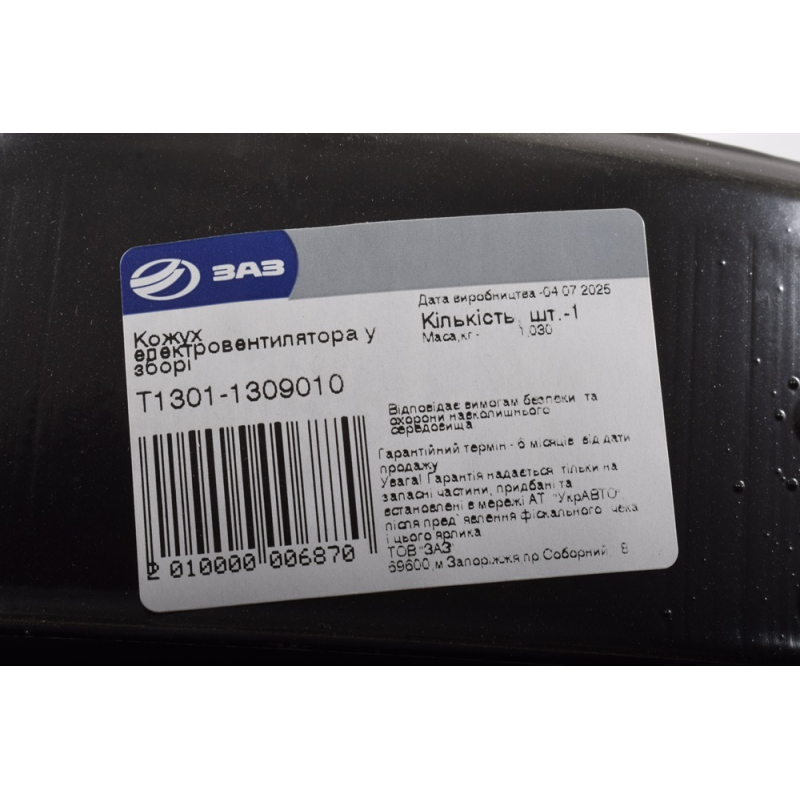 ЗАЗ
Дата виробництва -04.07.2025
Кількість, шт.-1
Маса,кг - 1,030
Кожух
електровентилятора у
зборі
Т1301-1309010
Відповідає вимогам безпеки та
охорони навколишнього
середовища
Гарантійний термін - 6 місяців від дати
продажу
Увага! Гарантія надається тільки на
запасні частини, придбані та
встановлені в мережі АТ "УкрАВТО",
після пред`явлення фіскального чека
і цього ярлика
ТОВ "ЗАЗ"
69600,м.Запоріжжя,пр.Соборний, 8
2 010000 006870